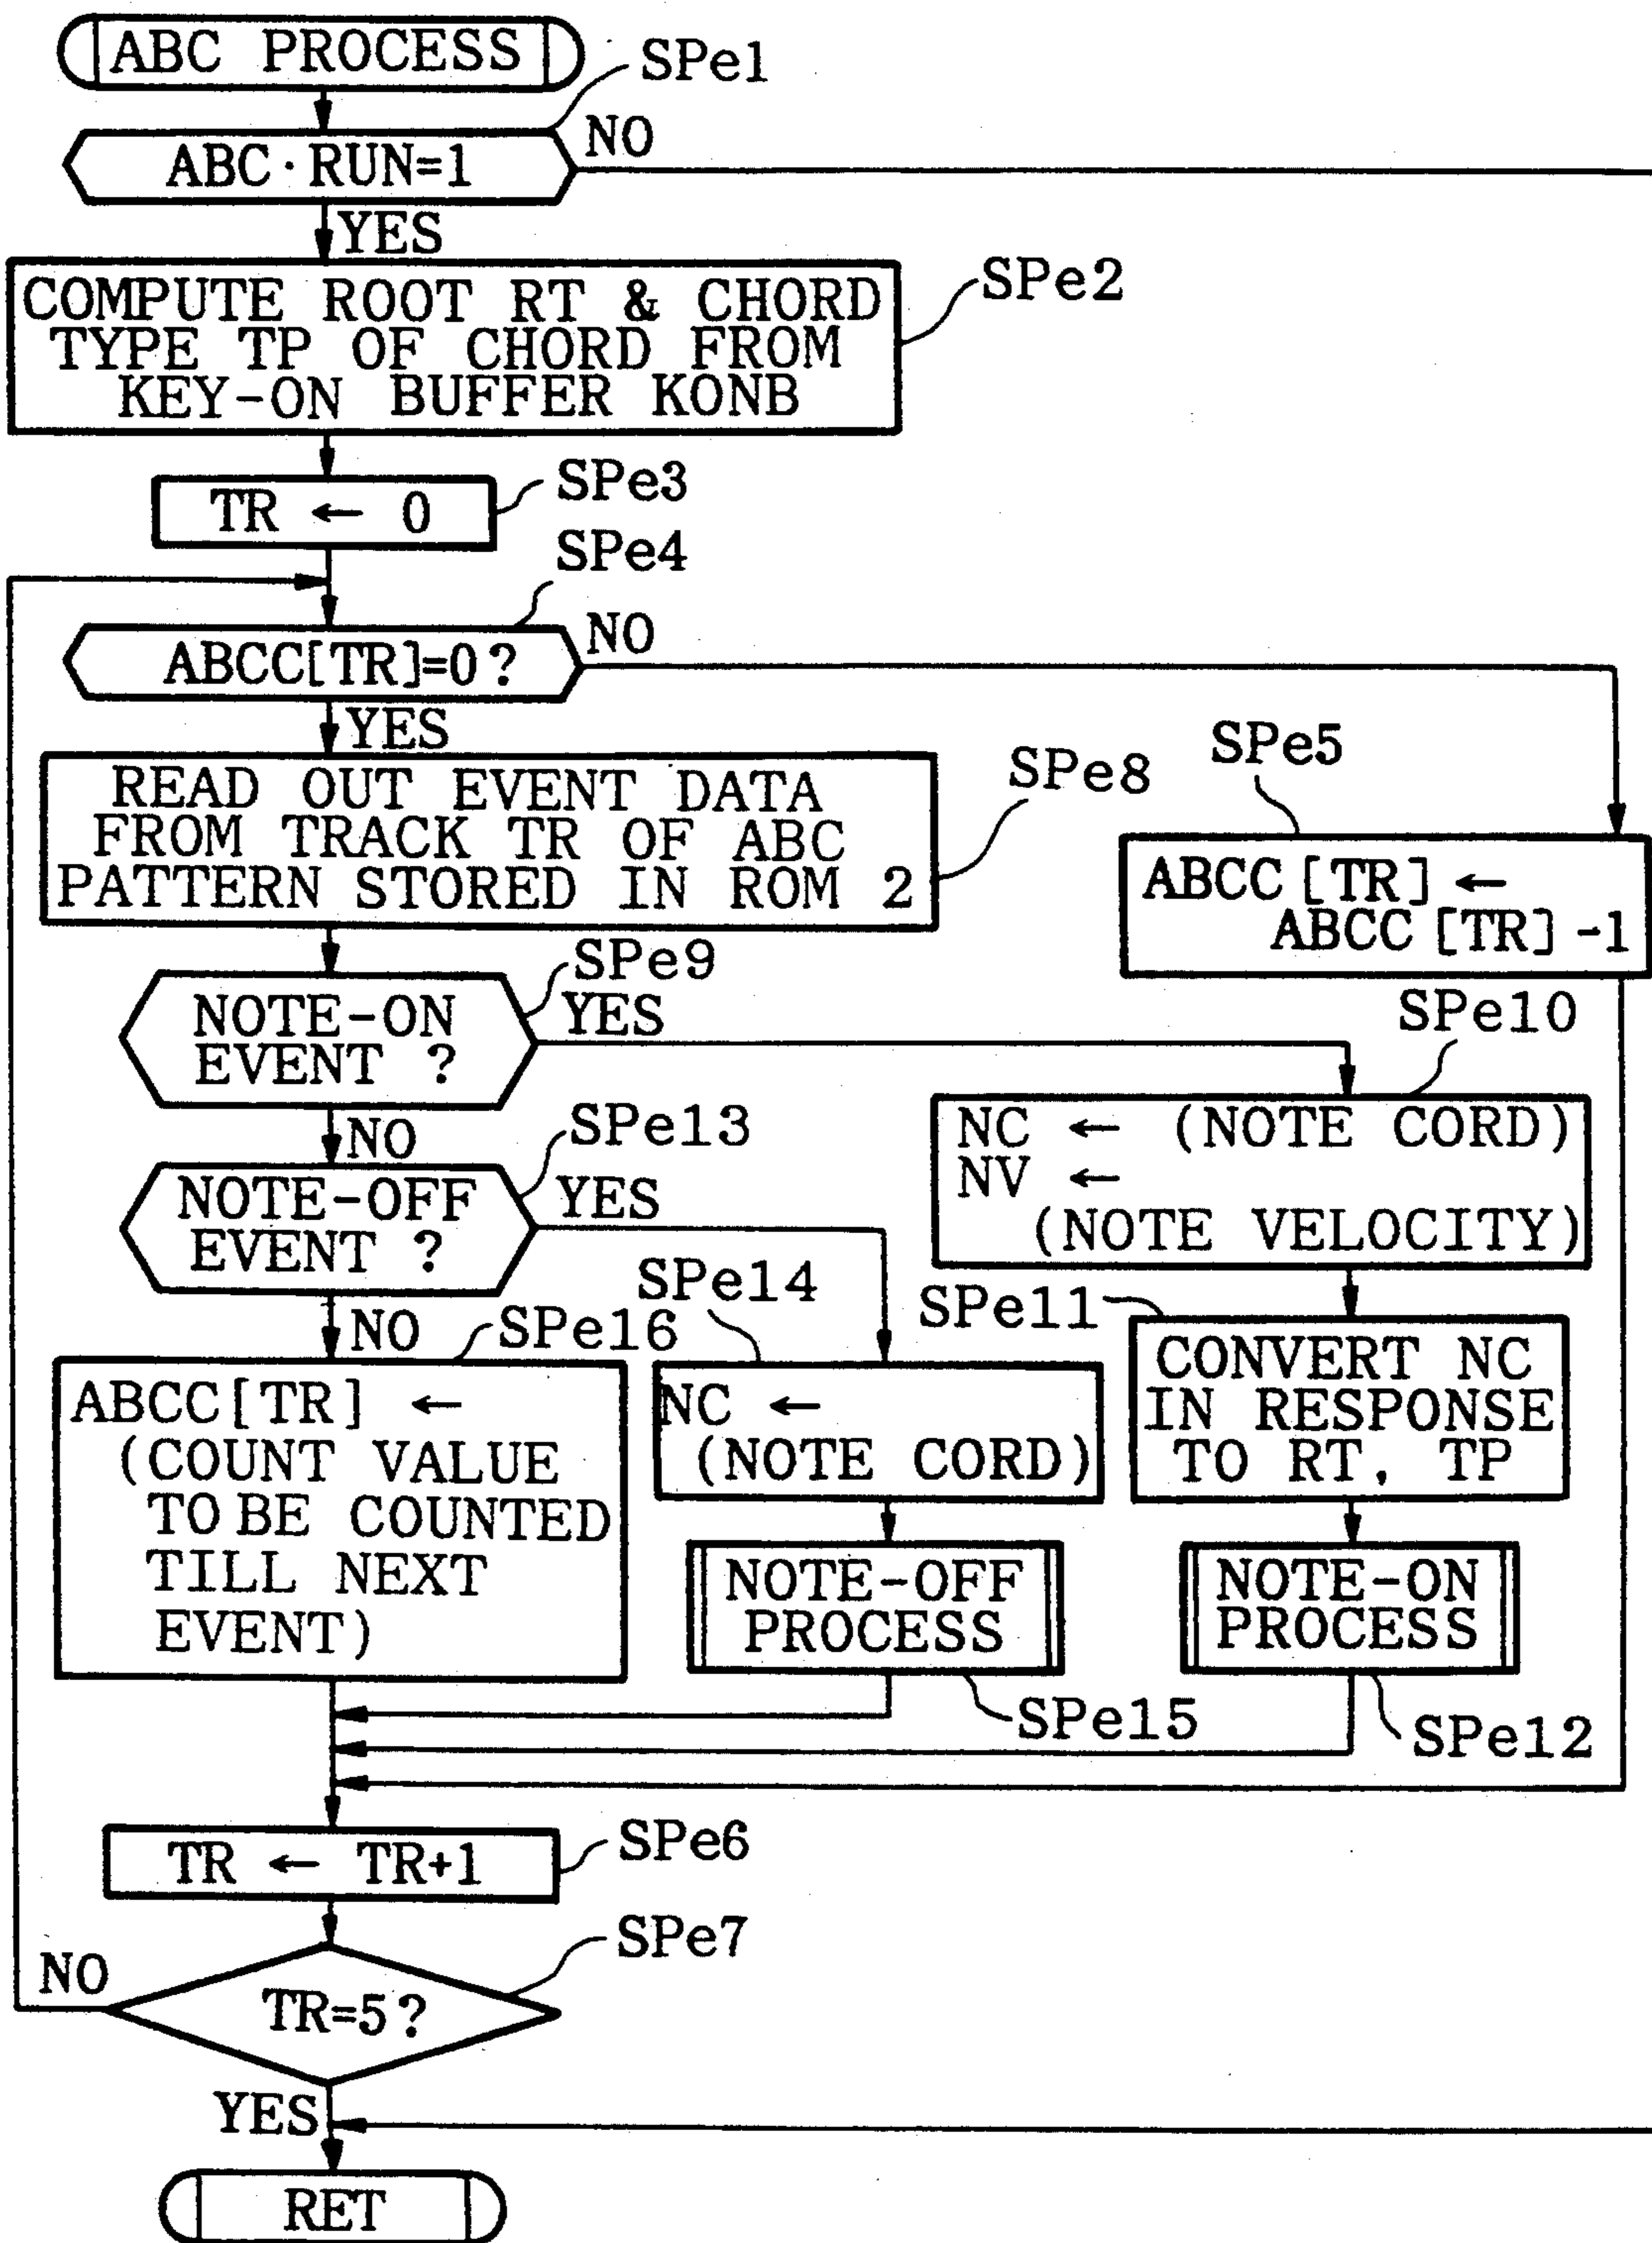 ABC PROCESS
SPe1
ABC·RUN=1
NO
YES
COMPUTE ROOT RT & CHORD
TYPE TP OF CHORD FROM
KEY-ON BUFFER KONB
SPe2
TR ← 0
SPe3
SPe4
ABCC[TR]=0?
NO
YES
READ OUT EVENT DATA
FROM TRACK TR OF ABC
PATTERN STORED IN ROM 2
SPe8
SPe5
ABCC [TR] ←
ABCC [TR] -1
SPe9
NOTE-ON
EVENT ?
YES
NO
SPe10
NC ← (NOTE CORD)
NV ←
(NOTE VELOCITY)
SPe13
NOTE-OFF
EVENT ?
YES
NO
SPe16
ABCC[TR] ←
(COUNT VALUE
TO BE COUNTED
TILL NEXT
EVENT)
SPe14
NC ←
(NOTE CORD)
SPe11
CONVERT NC
IN RESPONSE
TO RT, TP
NOTE-OFF
PROCESS
SPe15
NOTE-ON
PROCESS
SPe12
TR ← TR+1
SPe6
SPe7
TR=5?
NO
YES
RET